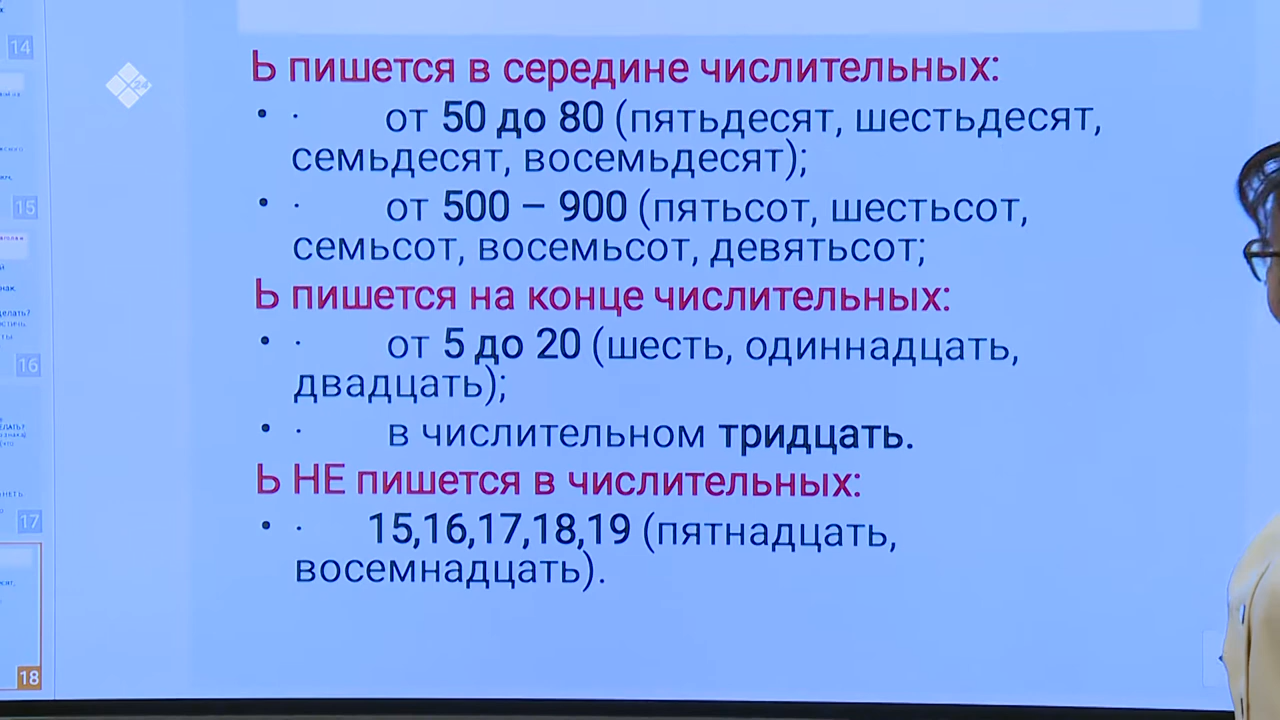 14
24
Ь пишется в середине числительных:
• · от 50 до 80 (пятьдесят, шестьдесят,
семьдесят, восемьдесят);
• · от 500 – 900 (пятьсот, шестьсот,
семьсот, восемьсот, девятьсот;
Ь пишется на конце числительных:
• · от 5 до 20 (шесть, одиннадцать,
двадцать);
• · в числительном тридцать.
Ь НЕ пишется в числительных:
• · 15,16,17,18,19 (пятнадцать,
восемнадцать).
15
16
17
18